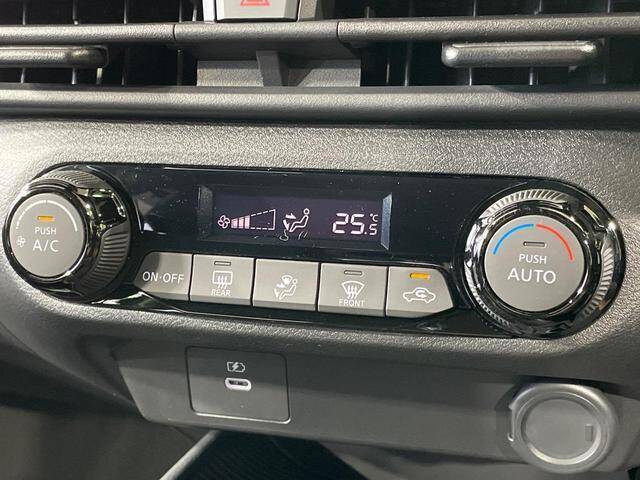 25.5 °C
PUSH
A/C
ON·OFF
REAR
FRONT
PUSH
AUTO